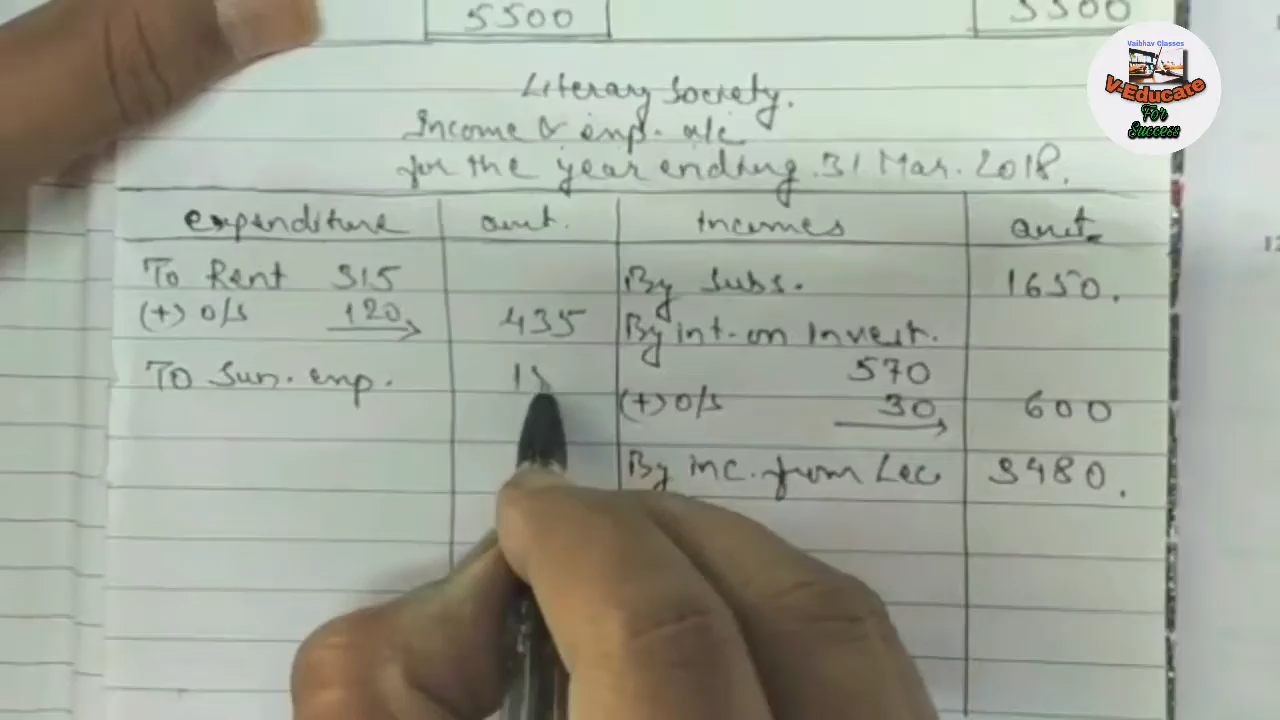 5500 5500
Vaibhav Classes
V-Educate
For
Success
Literary Society.
Income & Exp. a/c
for the year ending 31 Mar. 2018.
expenditure amt. Incomes amt.
To Rent 315 By Subs. 1650.
(+) o/s 120 435 By int. on Invest.
570
To Sun. enp. (+) o/s 30 600
By inc. from Lec. 3480.